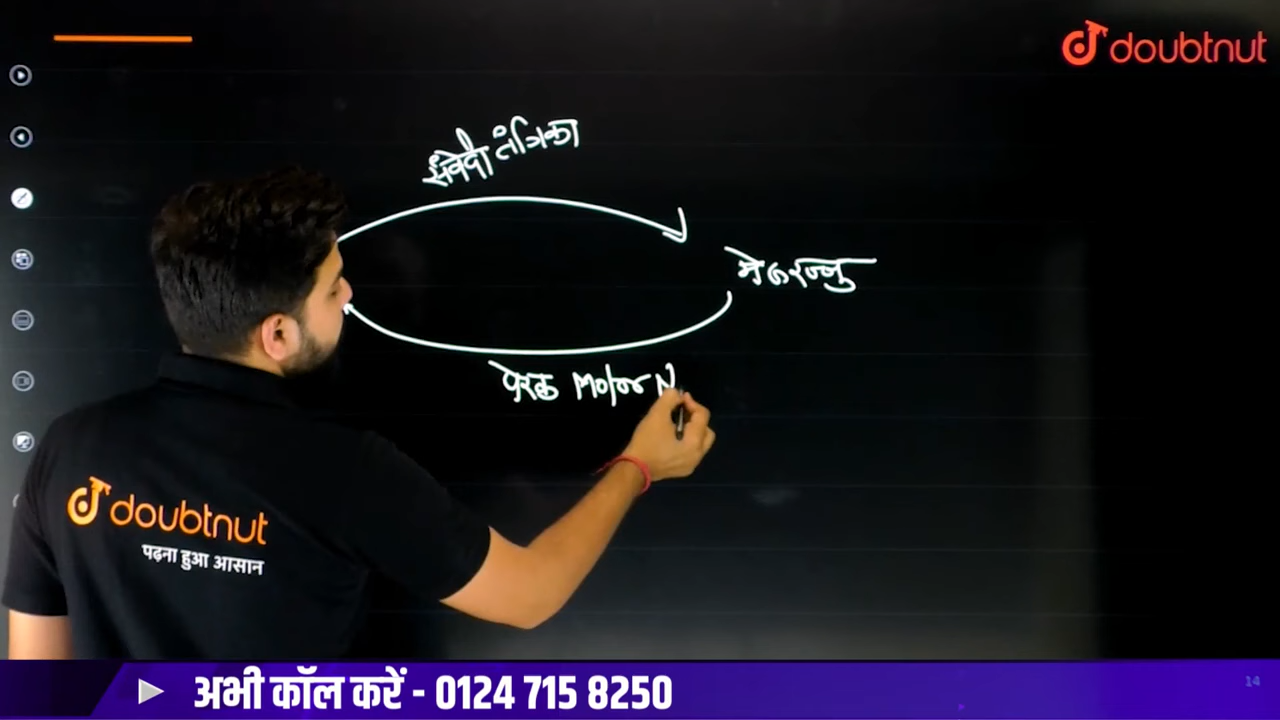 doubtnut
संवेदी तंत्रिका
मेरुरज्जु
प्रेरक Motor N
doubtnut
पढ़ना हुआ आसान
अभी कॉल करें - 0124 715 8250
14